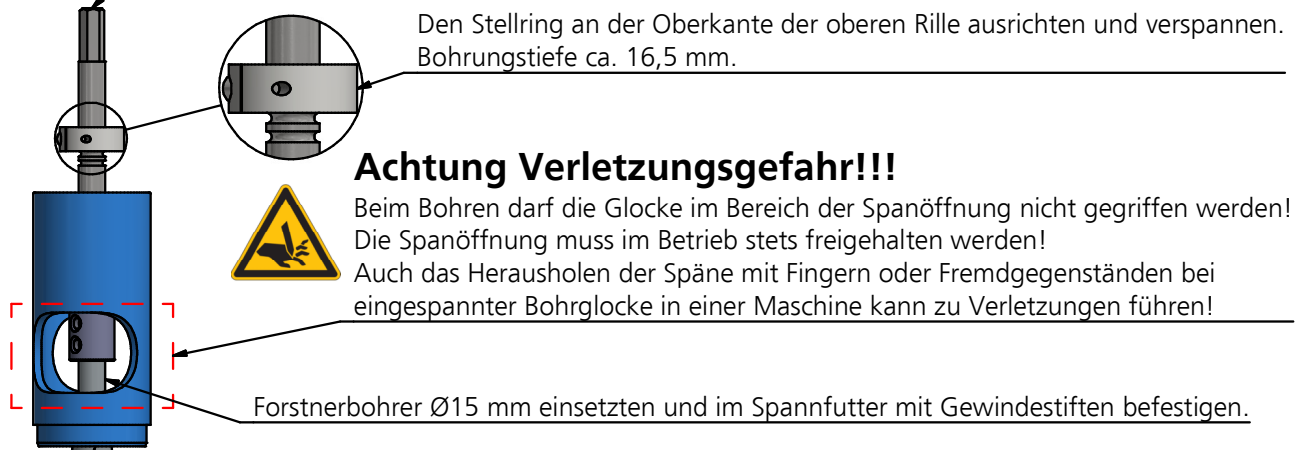 Den Stellring an der Oberkante der oberen Rille ausrichten und verspannen.
Bohrungstiefe ca. 16,5 mm.
Achtung Verletzungsgefahr!!!
Beim Bohren darf die Glocke im Bereich der Spanöffnung nicht gegriffen werden!
Die Spanöffnung muss im Betrieb stets freigehalten werden!
Auch das Herausholen der Späne mit Fingern oder Fremdgegenständen bei
eingespannter Bohrglocke in einer Maschine kann zu Verletzungen führen!
Forstnerbohrer Ø15 mm einsetzten und im Spannfutter mit Gewindestiften befestigen.